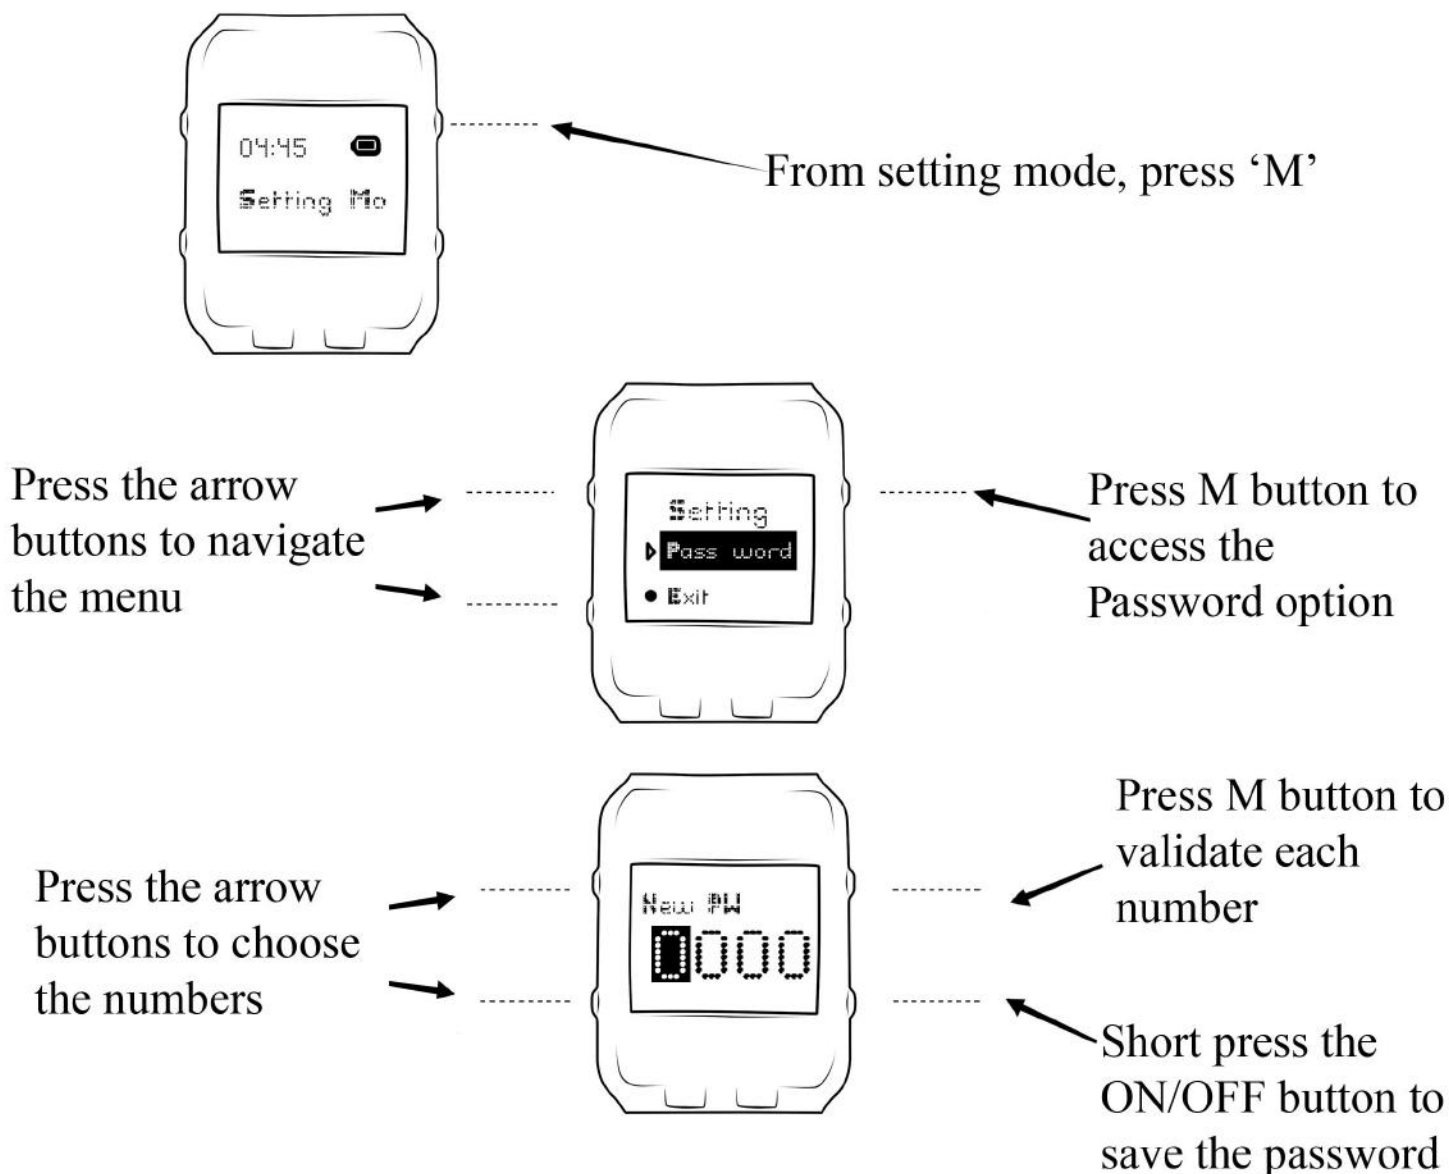 04:45
Setting Mo
From setting mode, press ‘M’
Press the arrow
buttons to navigate
the menu
Setting
Pass word
Exit
Press M button to
access the
Password option
Press the arrow
buttons to choose
the numbers
New PW
0000
Press M button to
validate each
number
Short press the
ON/OFF button to
save the password